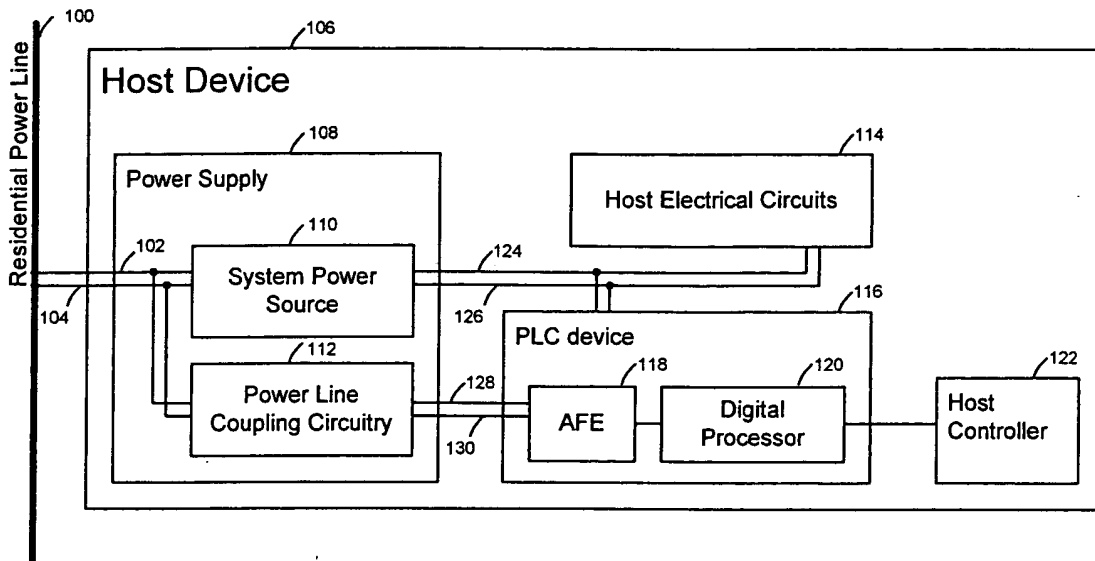 100
Residential Power Line
106
Host Device
108
Power Supply
114
Host Electrical Circuits
102
104
110
System Power
Source
124
126
116
PLC device
112
Power Line
Coupling Circuitry
128
130
118
AFE
120
Digital
Processor
122
Host
Controller